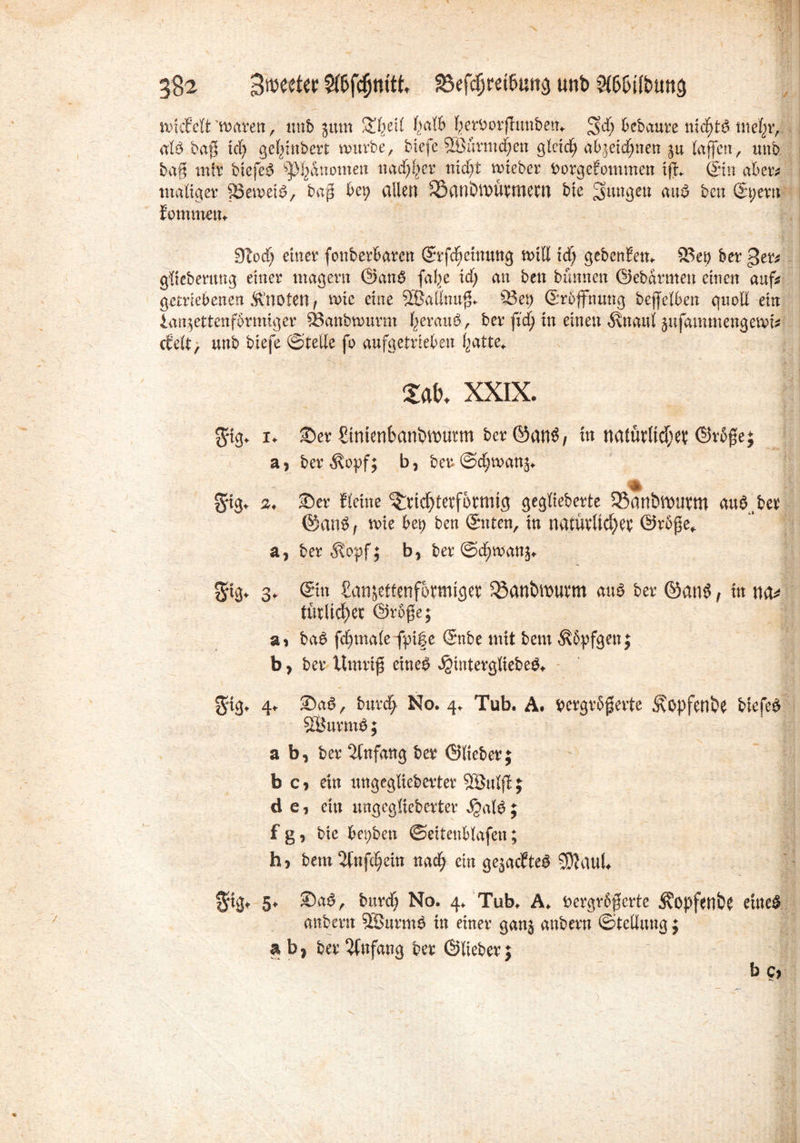 382 Zweeter Abschnitt. Beschreibung und Abbildung
wickelt waren, und zum Theil halb hervorstunden. Ich bedaure nichts mehr,
als daß ich gehindert wurde, diese Würmchen gleich abzeichnen zu lassen, und
daß mir dieses Phänomen nachher nicht wieder vorgekommen ist. Ein aber-
maliger Beweis, daß bey allen Bandwürmern die Jungen aus den Eyern
kommen.
Noch einer sonderbaren Erscheinung will ich gedenken. Bey der Zer-
gliederung einer magern Gans sahe ich an den dünnen Gedärmen einen auf-
getriebenen Knoten, wie eine Wallnuß. Bey Eröffnung desselben quoll ein
lanzettenförmiger Bandwurm heraus, der sich in einen Knaul zusammengewi-
ckelt, und diese Stelle so aufgetrieben hatte.
Tab. XXIX.
Fig. 1. Der Linienbandwurm der Gans, in natürlicher Größe;
a, der Kopf; b, der Schwanz.
Fig. 2. Der kleine Trichterförmig gegliederte Bandwurm aus der
Gans, wie bey den Enten, in natürlicher Größe.
a, der Kopf; b, der Schwanz.
Fig. 3. Ein Lanzettenförmiger Bandwurm aus der Gans, in na-
türlicher Größe;
a, das schmale spitze Ende mit dem Köpfgen;
b, der Umriß eines Hintergliedes.
Fig. 4. Das, durch No. 4. Tub. A. vergrößerte Kopfende dieses
Wurms;
a b, der Anfang der Glieder;
b c, ein ungegliederter Wulst;
d e, ein ungegliederter Hals;
f g, die beyden Seitenblasen;
h, dem Anschein nach ein gezacktes Maul.
Fig. 5. Das, durch No. 4. Tub. A. vergrößerte Kopfende eines
andern Wurms in einer ganz andern Stellung;
a b, der Anfang der Glieder;
b c,